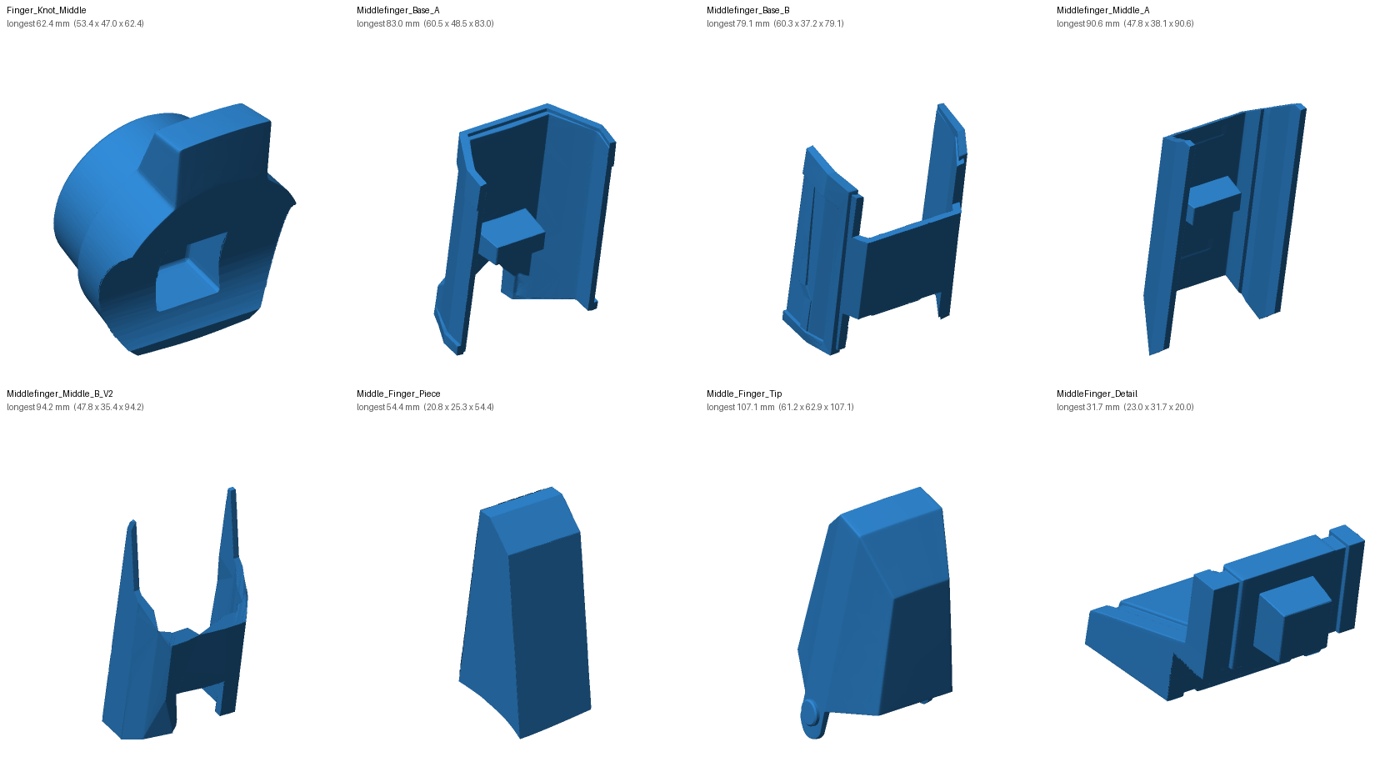 Finger_Knot_Middle
longest 62.4 mm  (53.4 x 47.0 x 62.4)
Middlefinger_Base_A
longest 83.0 mm  (60.5 x 48.5 x 83.0)
Middlefinger_Base_B
longest 79.1 mm  (60.3 x 37.2 x 79.1)
Middlefinger_Middle_A
longest 90.6 mm  (47.8 x 38.1 x 90.6)
Middlefinger_Middle_B_V2
longest 94.2 mm  (47.8 x 35.4 x 94.2)
Middle_Finger_Piece
longest 54.4 mm  (20.8 x 25.3 x 54.4)
Middle_Finger_Tip
longest 107.1 mm  (61.2 x 62.9 x 107.1)
MiddleFinger_Detail
longest 31.7 mm  (23.0 x 31.7 x 20.0)